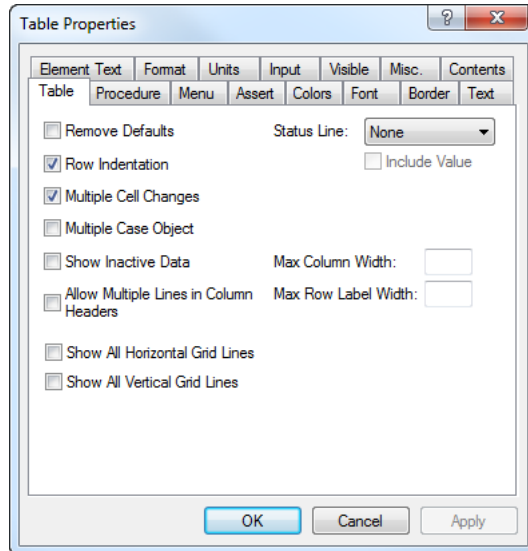 Table Properties
Element Text Format Units Input Visible Misc. Contents
Table Procedure Menu Assert Colors Font Border Text
Remove Defaults Status Line: None
Row Indentation Include Value
Multiple Cell Changes
Multiple Case Object
Show Inactive Data Max Column Width:
Allow Multiple Lines in Column Max Row Label Width:
Headers
Show All Horizontal Grid Lines
Show All Vertical Grid Lines
OK Cancel Apply